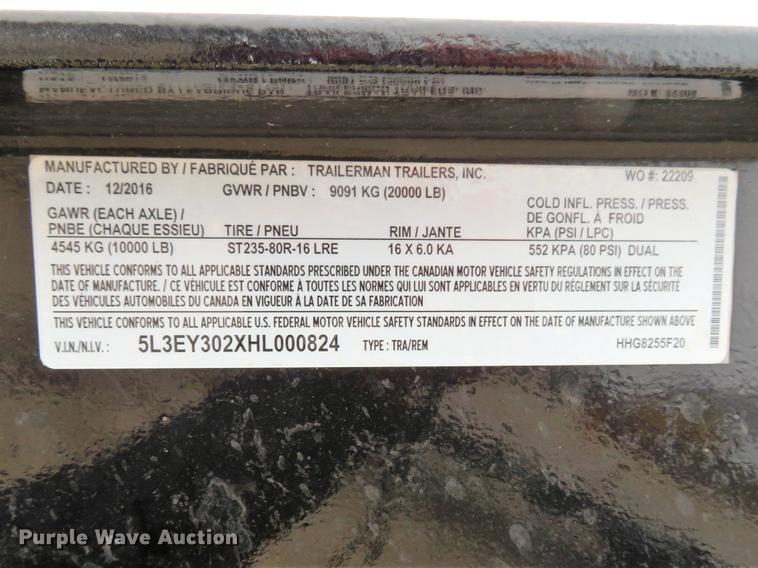 MANUFACTURED BY / FABRIQUÉ PAR : TRAILERMAN TRAILERS, INC. WO #: 22209
DATE : 12/2016 GVWR / PNBV : 9091 KG (20000 LB)
GAWR (EACH AXLE) / COLD INFL. PRESS. / PRESS.
PNBE (CHAQUE ESSIEU) TIRE / PNEU RIM / JANTE DE GONFL. À FROID
KPA (PSI / LPC)
4545 KG (10000 LB) ST235-80R-16 LRE 16 X 6.0 KA 552 KPA (80 PSI) DUAL
THIS VEHICLE CONFORMS TO ALL APPLICABLE STANDARDS PRESCRIBED UNDER THE CANADIAN MOTOR VEHICLE SAFETY REGULATIONS IN EFFECT ON THE
DATE OF MANUFACTURE. / CE VÉHICULE EST CONFORME À TOUTES LES NORMES QUI LUI SONT APPLICABLES EN VERTU DU RÈGLEMENT SUR LA SÉCURITÉ
DES VÉHICULES AUTOMOBILES DU CANADA EN VIGUEUR À LA DATE DE SA FABRICATION
THIS VEHICLE CONFORMS TO ALL APPLICABLE U.S. FEDERAL MOTOR VEHICLE SAFETY STANDARDS IN EFFECT ON THE DATE OF MANUFACTURE SHOWN ABOVE
V.I.N./N.I.V. : 5L3EY302XHL000824 TYPE : TRA/REM HHG8255F20
Purple Wave Auction